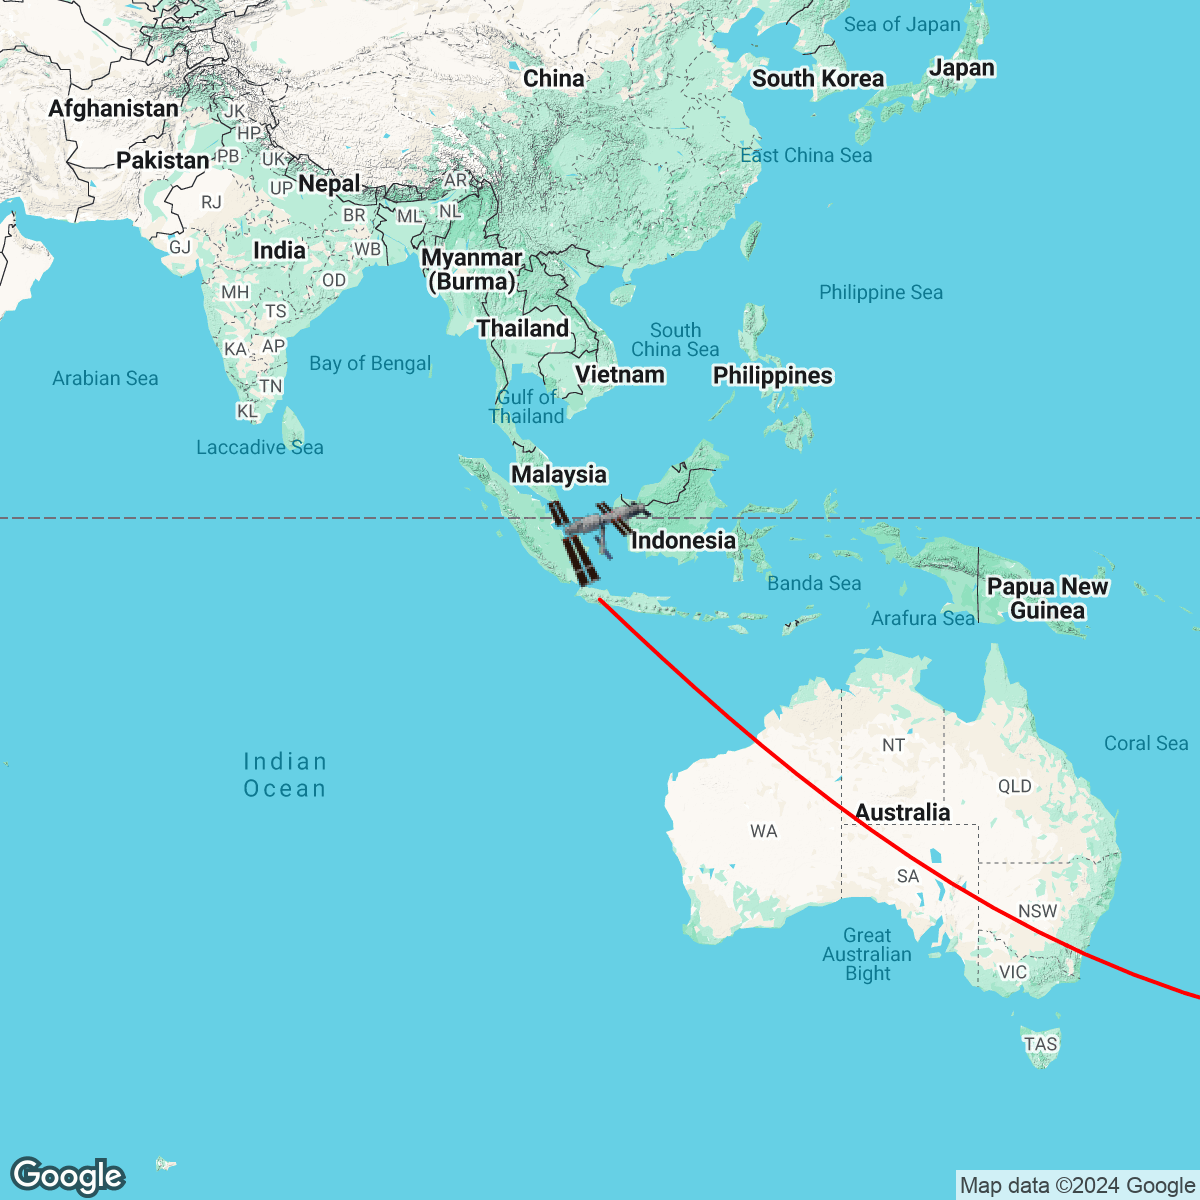 Sea of Japan
Japan
China
South Korea
Afghanistan
JK
HP
Pakistan
PB
UK
East China Sea
Nepal
UP
AR
RJ
BR
ML
NL
GJ
India
WB
Myanmar
(Burma)
OD
MH
Philippine Sea
TS
Thailand
South
China Sea
KA
AP
Bay of Bengal
Vietnam
Philippines
Arabian Sea
TN
Gulf of
Thailand
KL
Laccadive Sea
Malaysia
Indonesia
Banda Sea
Papua New
Guinea
Arafura Sea
Coral Sea
NT
Indian
Ocean
QLD
Australia
WA
SA
NSW
Great
Australian
Bight
VIC
TAS
Google
Map data ©2024 Google